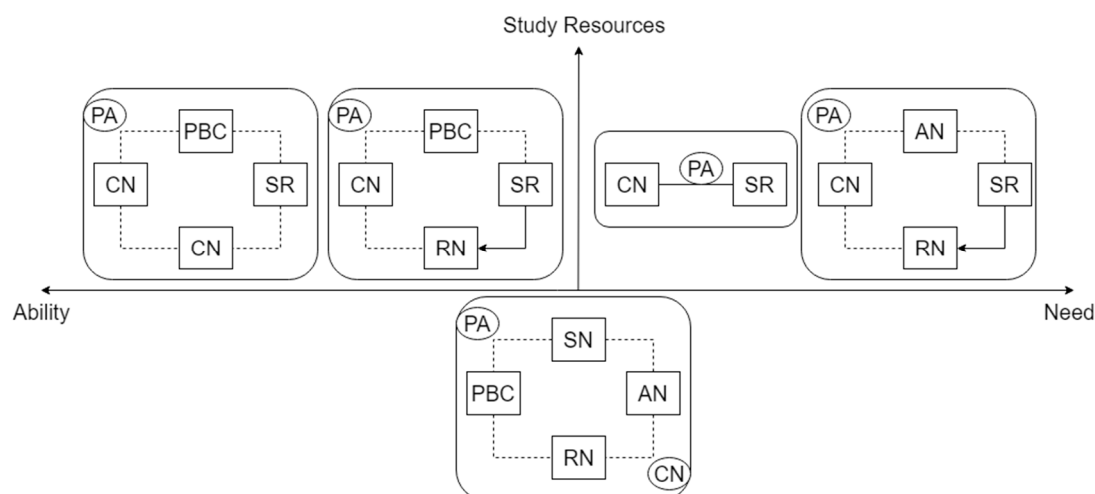 Study Resources
PA
PBC
CN
SR
CN
PA
PBC
CN
SR
RN
CN
PA
SR
PA
AN
CN
SR
RN
Ability
Need
PA
SN
PBC
AN
RN
CN